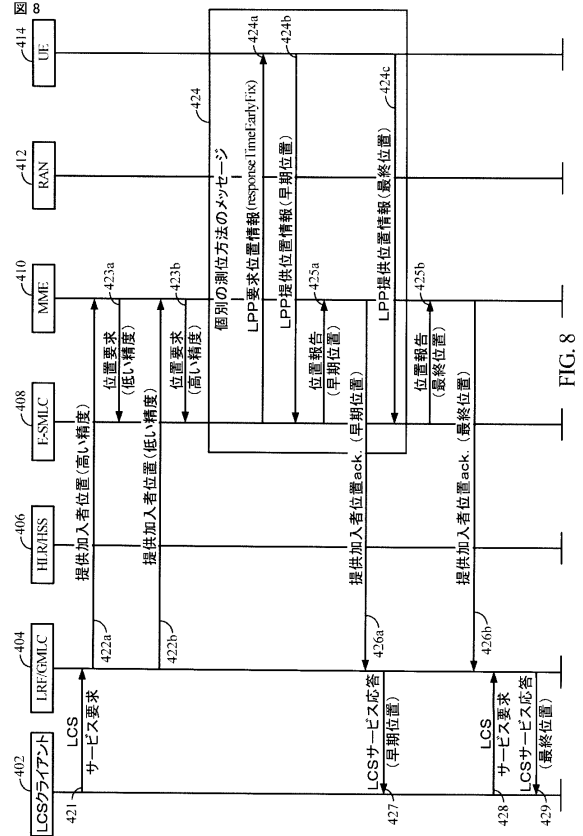 図 8
402
LCSクライアント
404
LRF/GMLC
406
HLR/HSS
408
E-SMLC
410
MME
412
RAN
414
UE
421
LCS
サービス要求
422a
提供加入者位置(高い精度)
423a
位置要求
(低い精度)
422b
提供加入者位置(低い精度)
423b
位置要求
(高い精度)
424
個別の測位方法のメッセージ
424a
LPP要求位置情報(responseTimeEarlyFix)
424b
LPP提供位置情報(早期位置)
425a
位置報告
(早期位置)
426a
提供加入者位置ack.(早期位置)
427
LCSサービス応答
(早期位置)
424c
LPP提供位置情報(最終位置)
425b
位置報告
(最終位置)
426b
提供加入者位置ack.(最終位置)
428
LCS
サービス要求
429
LCSサービス応答
(最終位置)
FIG. 8